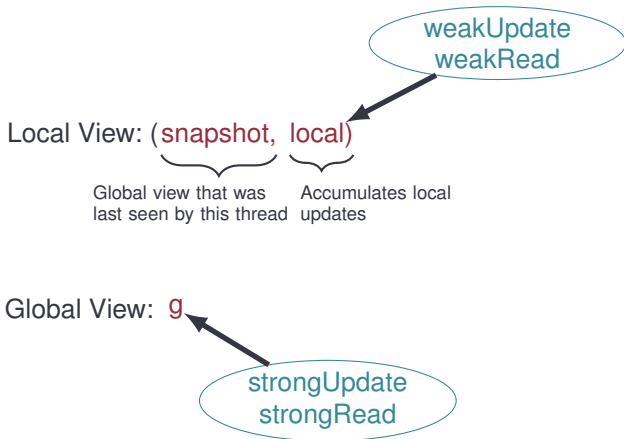 weakUpdate
weakRead
Local View: (snapshot, local)
Global view that was
last seen by this thread
Accumulates local
updates
Global View: g
strongUpdate
strongRead